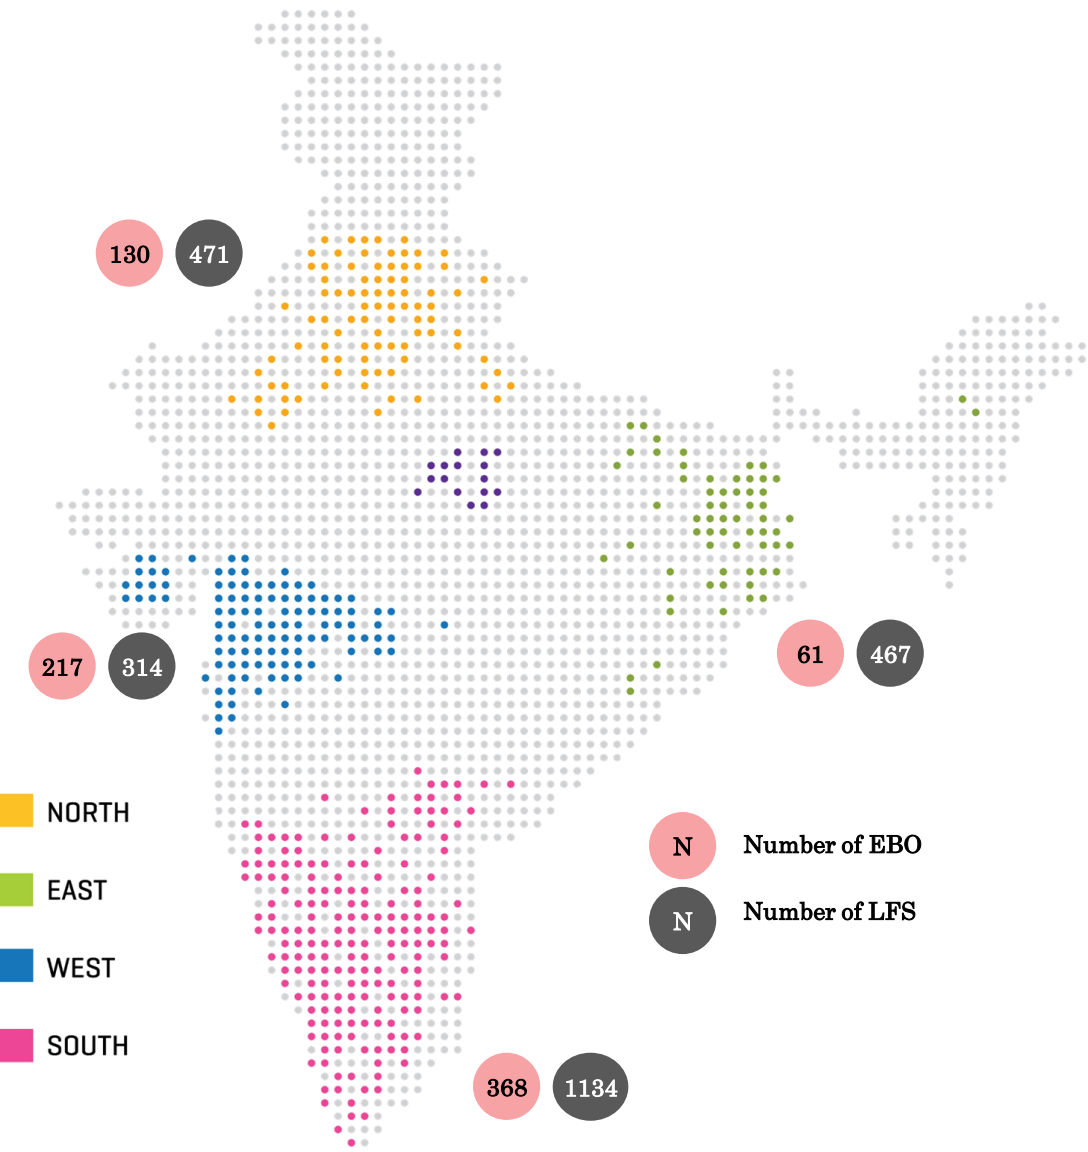 130 471
217 314
61 467
NORTH
EAST
WEST
SOUTH
N Number of EBO
N Number of LFS
368 1134